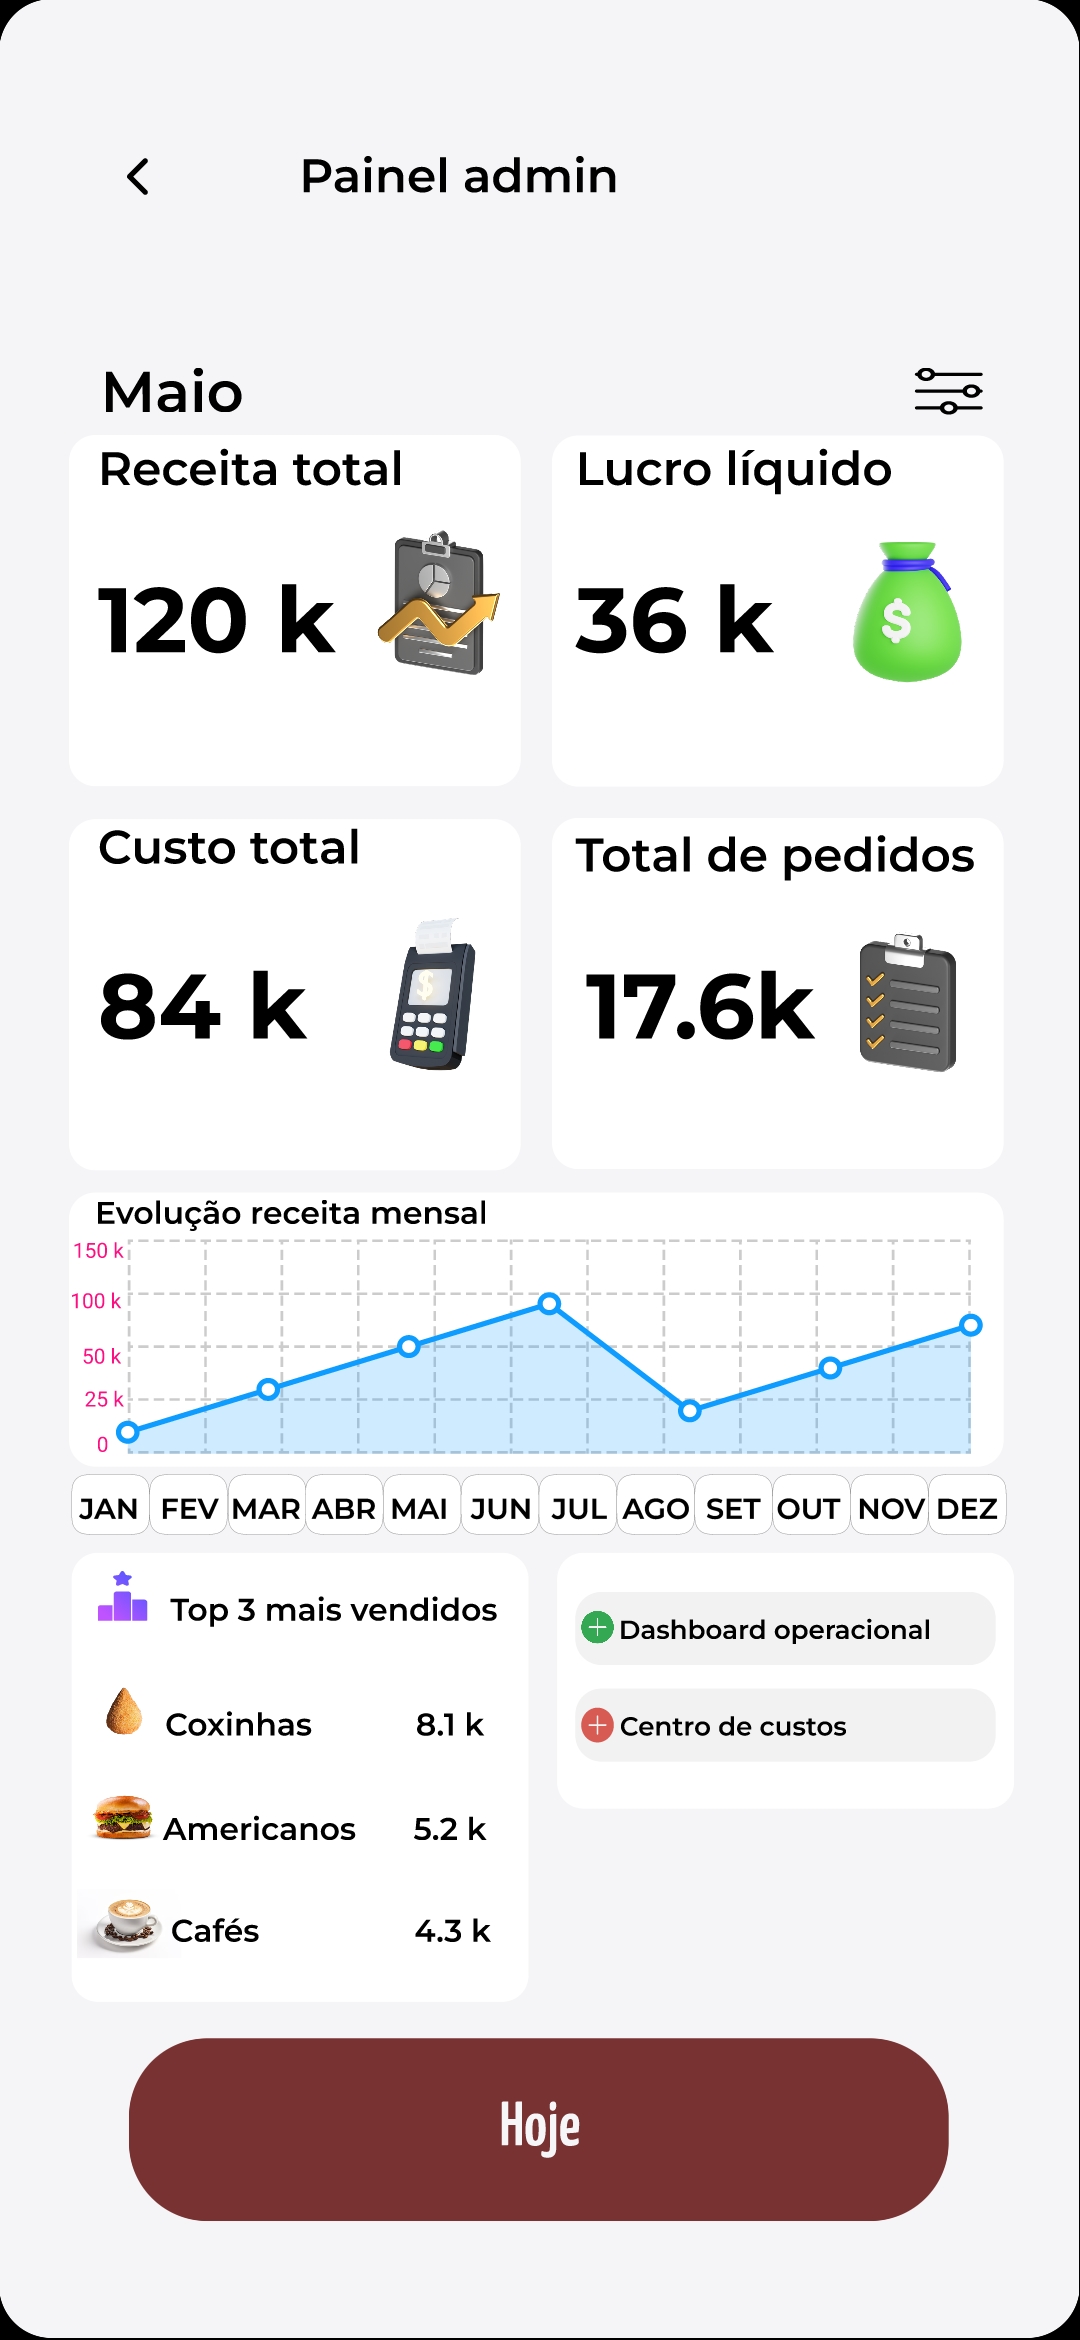 Painel admin
Maio
Receita total
120 k
Lucro líquido
36 k
Custo total
84 k
Total de pedidos
17.6k
Evolução receita mensal
150 k
100 k
50 k
25 k
0
JAN FEV MAR ABR MAI JUN JUL AGO SET OUT NOV DEZ
Top 3 mais vendidos
Coxinhas 8.1 k
Americanos 5.2 k
Cafés 4.3 k
Dashboard operacional
Centro de custos
Hoje